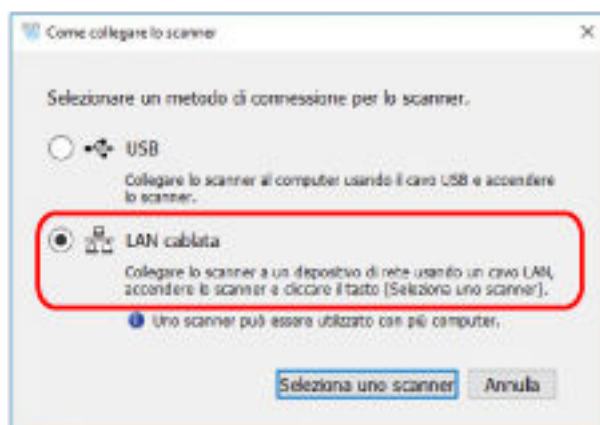 Come collegare lo scanner
Selezionare un metodo di connessione per lo scanner.
USB
Collegare lo scanner al computer usando il cavo USB e accendere
lo scanner.
LAN cablata
Collegare lo scanner a un dispositivo di rete usando un cavo LAN,
accendere lo scanner e cliccare il tasto [Seleziona uno scanner].
Uno scanner può essere utilizzato con più computer.
Seleziona uno scanner Annulla